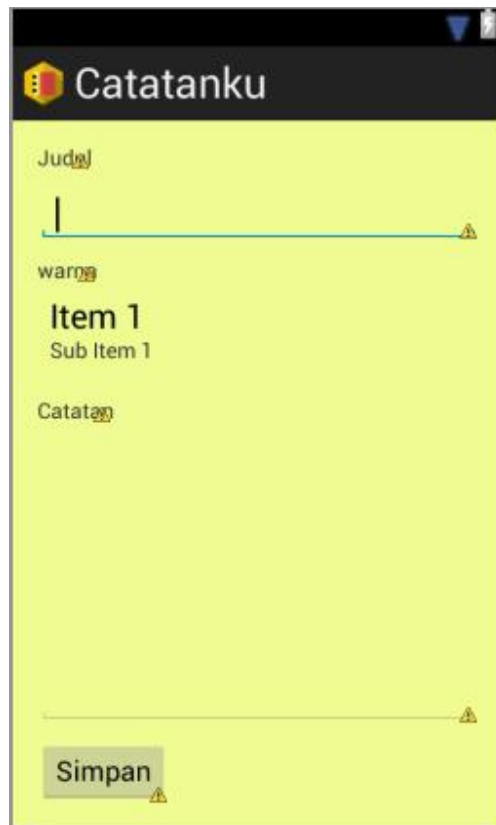 Catatanku
Judul
warna
Item 1
Sub Item 1
Catatan
Simpan